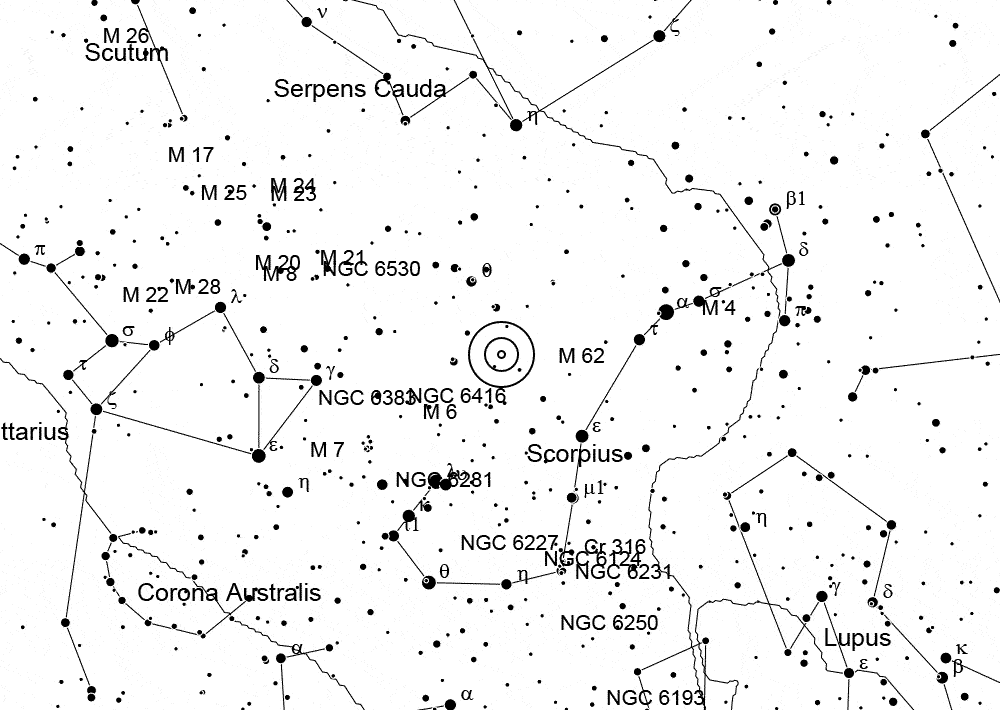 ν
ζ
M 26
Scutum
Serpens Cauda
η
M 17
M 24
M 25
M 23
β1
π
δ
M 21
M 20
NGC 6530
θ
M 8
M 28
M 22
λ
σ
α
M 4
π
σ
φ
τ
M 62
τ
δ
γ
ζ
NGC 6383
NGC 6416
M 6
ε
ttarius
ε
M 7
Scorpius
λ
NGC 6281
η
μ1
κ
ι1
η
NGC 6227
Cr 316
NGC 6124
NGC 6231
θ
η
Corona Australis
γ
δ
NGC 6250
Lupus
α
κ
ε
β
α
NGC 6193